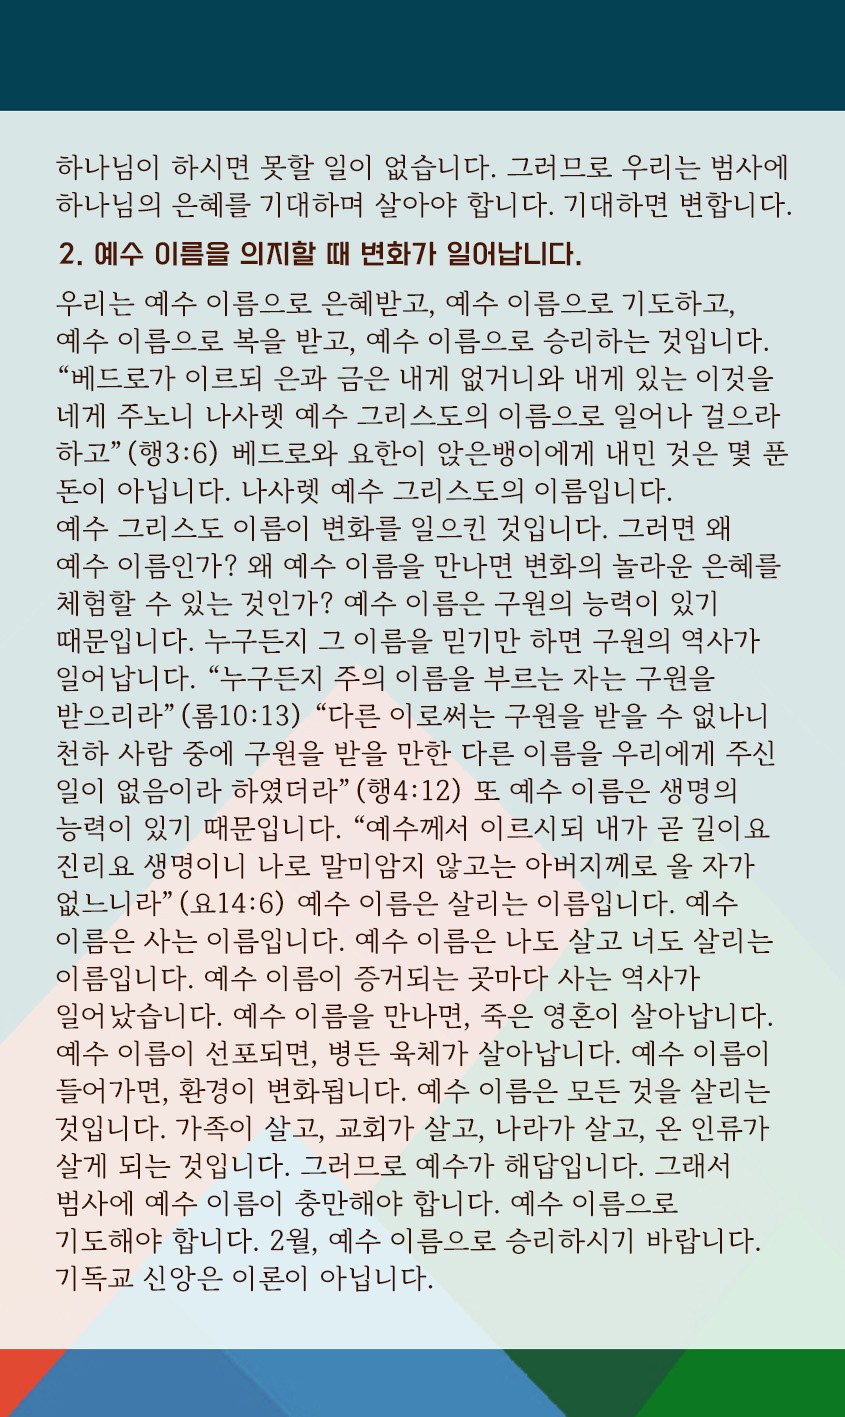 하나님이 하시면 못할 일이 없습니다. 그러므로 우리는 범사에
하나님의 은혜를 기대하며 살아야 합니다. 기대하면 변합니다.
2. 예수 이름을 의지할 때 변화가 일어납니다.
우리는 예수 이름으로 은혜받고, 예수 이름으로 기도하고,
예수 이름으로 복을 받고, 예수 이름으로 승리하는 것입니다.
“베드로가 이르되 은과 금은 내게 없거니와 내게 있는 이것을
네게 주노니 나사렛 예수 그리스도의 이름으로 일어나 걸으라
하고”(행3:6) 베드로와 요한이 앉은뱅이에게 내민 것은 몇 푼
돈이 아닙니다. 나사렛 예수 그리스도의 이름입니다.
예수 그리스도 이름이 변화를 일으킨 것입니다. 그러면 왜
예수 이름인가? 왜 예수 이름을 만나면 변화의 놀라운 은혜를
체험할 수 있는 것인가? 예수 이름은 구원의 능력이 있기
때문입니다. 누구든지 그 이름을 믿기만 하면 구원의 역사가
일어납니다. “누구든지 주의 이름을 부르는 자는 구원을
받으리라”(롬10:13) “다른 이로써는 구원을 받을 수 없나니
천하 사람 중에 구원을 받을 만한 다른 이름을 우리에게 주신
일이 없음이라 하였더라”(행4:12) 또 예수 이름은 생명의
능력이 있기 때문입니다. “예수께서 이르시되 내가 곧 길이요
진리요 생명이니 나로 말미암지 않고는 아버지께로 올 자가
없느니라”(요14:6) 예수 이름은 살리는 이름입니다. 예수
이름은 사는 이름입니다. 예수 이름은 나도 살고 너도 살리는
이름입니다. 예수 이름이 증거되는 곳마다 사는 역사가
일어났습니다. 예수 이름을 만나면, 죽은 영혼이 살아납니다.
예수 이름이 선포되면, 병든 육체가 살아납니다. 예수 이름이
들어가면, 환경이 변화됩니다. 예수 이름은 모든 것을 살리는
것입니다. 가족이 살고, 교회가 살고, 나라가 살고, 온 인류가
살게 되는 것입니다. 그러므로 예수가 해답입니다. 그래서
범사에 예수 이름이 충만해야 합니다. 예수 이름으로
기도해야 합니다. 2월, 예수 이름으로 승리하시기 바랍니다.
기독교 신앙은 이론이 아닙니다.